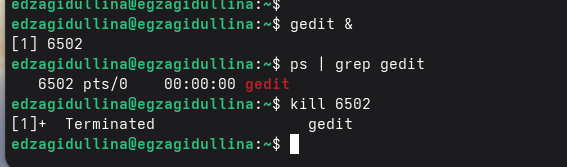 edzagidullina@egzagidullina:~$
edzagidullina@egzagidullina:~$ gedit &
[1] 6502
edzagidullina@egzagidullina:~$ ps | grep gedit
   6502 pts/0    00:00:00 gedit
edzagidullina@egzagidullina:~$ kill 6502
[1]+  Terminated              gedit
edzagidullina@egzagidullina:~$